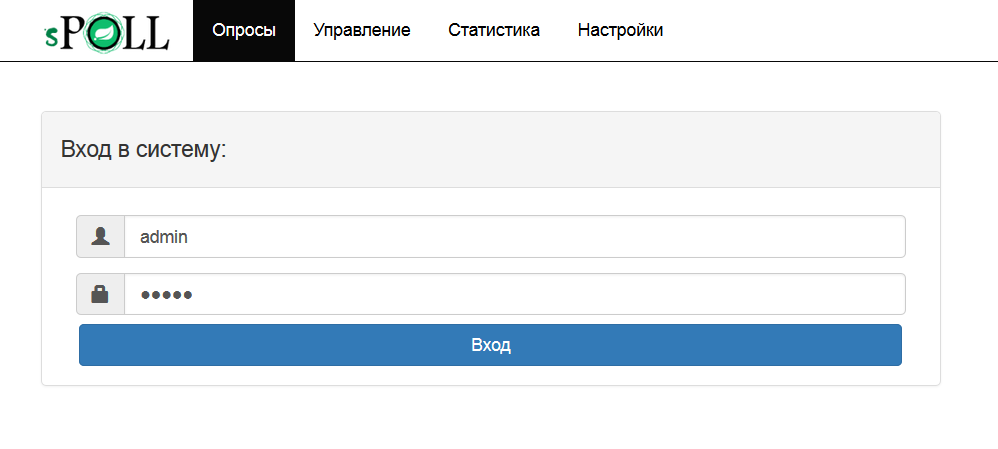 sPOLL Опросы Управление Статистика Настройки
Вход в систему:
admin
•••••
Вход